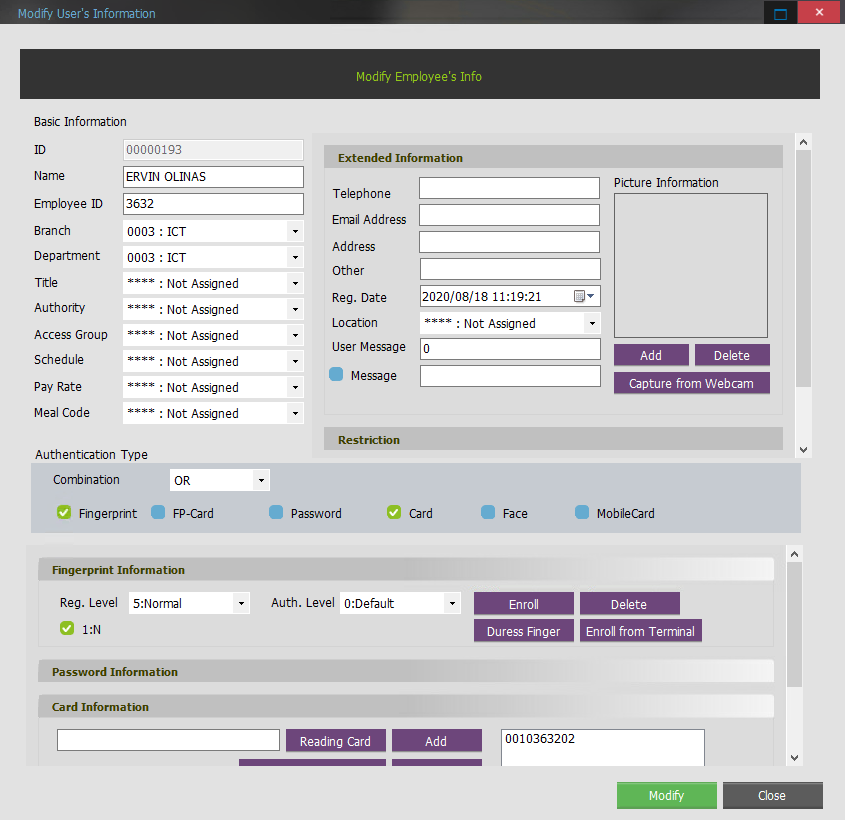 Modify User's Information
Modify Employee's Info
Basic Information
ID 00000193
Name ERVIN OLINAS
Employee ID 3632
Branch 0003 : ICT
Department 0003 : ICT
Title **** : Not Assigned
Authority **** : Not Assigned
Access Group **** : Not Assigned
Schedule **** : Not Assigned
Pay Rate **** : Not Assigned
Meal Code **** : Not Assigned
Extended Information
Telephone
Email Address
Address
Other
Reg. Date 2020/08/18 11:19:21
Location **** : Not Assigned
User Message 0
Message
Picture Information
Add Delete
Capture from Webcam
Restriction
Authentication Type
Combination OR
Fingerprint FP-Card Password Card Face MobileCard
Fingerprint Information
Reg. Level 5:Normal Auth. Level 0:Default Enroll Delete
1:N Duress Finger Enroll from Terminal
Password Information
Card Information
Reading Card Add 0010363202
Modify Close